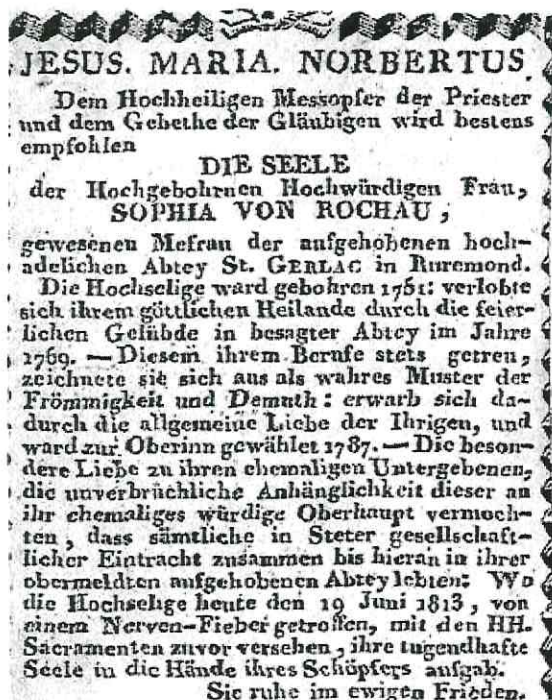 JESUS. MARIA. NORBERTUS.
Dem Hochheiligen Messopfer der Priester
und dem Gebethe der Gläubigen wird bestens
empfohlen
DIE SEELE
der Hochgebohrnen Hochwürdigen Frau,
SOPHIA VON ROCHAU,
gewesenen Mefrau der aufgehobenen hoch-
adelichen Abtey St. GERLAC in Ruremond.
Die Hochselige ward gebohren 1751: verlobte
sich ihrem göttlichen Heilande durch die feier-
lichen Gelübde in besagter Abtey im Jahre
1769. — Diesem ihrem Berufe stets getreu,
zeichnete sie sich aus als wahres Muster der
Frömmigkeit und Demuth: erwarb sich da-
durch die allgemeine Liebe der Ihrigen, und
ward zur Oberinn gewählet 1787. — Die beson-
dere Liebe zu ihren ehemaligen Untergebenen,
die unverbrüchliche Anhänglichkeit dieser an
ihr ehemaliges würdige Oberhaupt vermoch-
ten, dass sämtliche in Steter gesellschaft-
licher Eintracht zusammen bis hieran in ihrer
obermeldten aufgehobenen Abtey lebten: Wo
die Hochselige heute den 19 Juni 1813, von
einem Nerven-Fieber getroffen, mit den HH.
Sacramenten zuvor versehen, ihre tugendhafte
Seele in die Hände ihres Schöpfers aufgab.
Sie ruhe im ewigen Frieden.